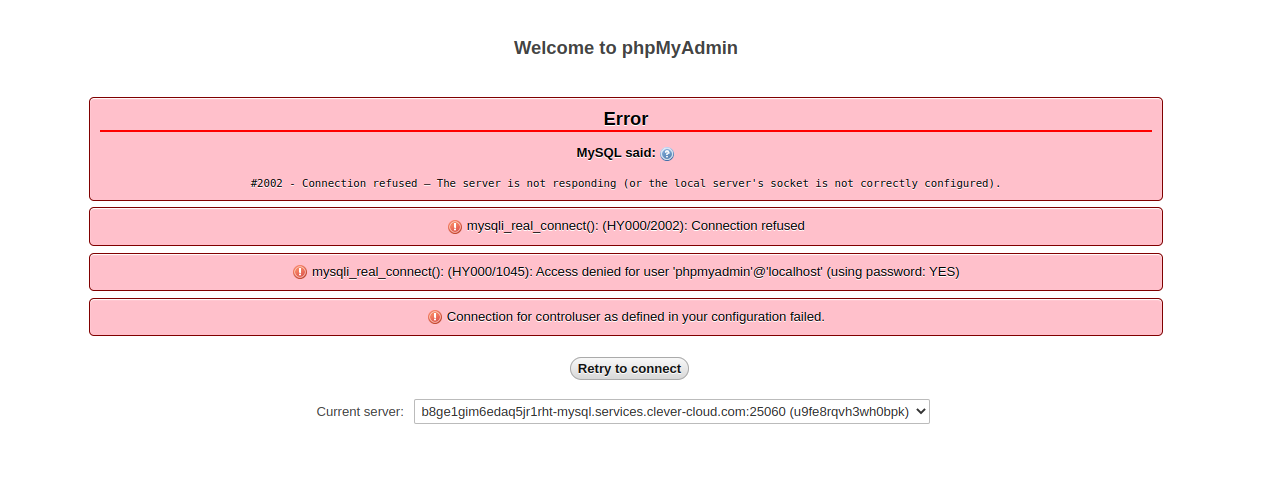 Welcome to phpMyAdmin
Error
MySQL said:
#2002 - Connection refused — The server is not responding (or the local server's socket is not correctly configured).
mysqli_real_connect(): (HY000/2002): Connection refused
mysqli_real_connect(): (HY000/1045): Access denied for user 'phpmyadmin'@'localhost' (using password: YES)
Connection for controluser as defined in your configuration failed.
Retry to connect
Current server: b8ge1gim6edaq5jr1rht-mysql.services.clever-cloud.com:25060 (u9fe8rqvh3wh0bpk)